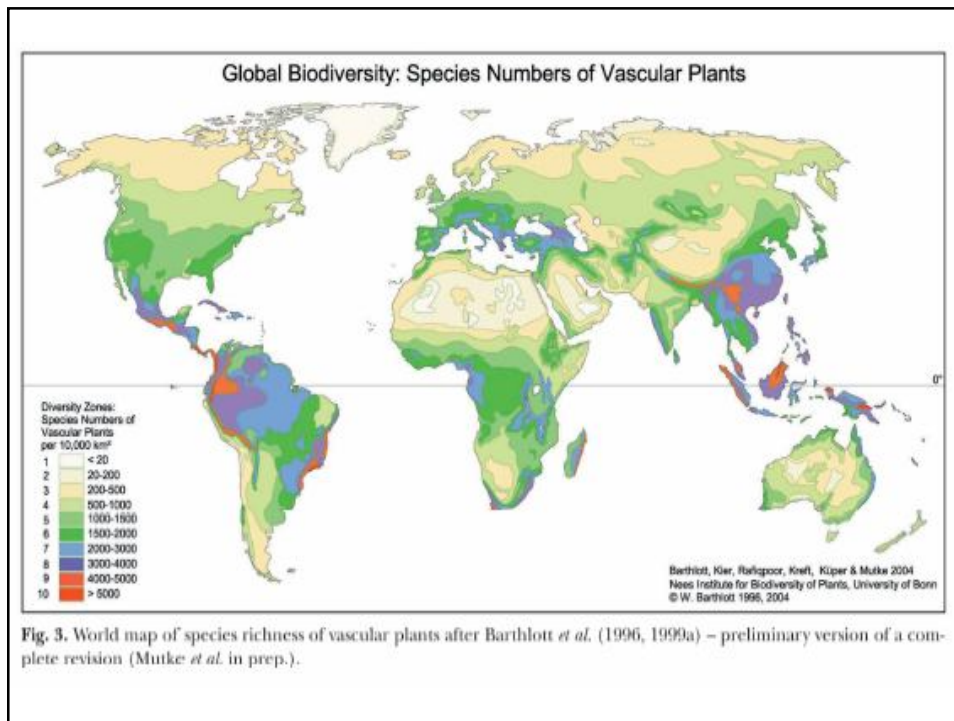 Global Biodiversity: Species Numbers of Vascular Plants
0°
Diversity Zones:
Species Numbers of
Vascular Plants
per 10,000 km²
1 < 20
2 20-200
3 200-500
4 500-1000
5 1000-1500
6 1500-2000
7 2000-3000
8 3000-4000
9 4000-5000
10 > 5000
Barthlott, Kier, Rafiqpoor, Kreft, Küper & Mutke 2004
Nees Institute for Biodiversity of Plants, University of Bonn
© W. Barthlott 1996, 2004
Fig. 3. World map of species richness of vascular plants after Barthlott et al. (1996, 1999a) – preliminary version of a com-
plete revision (Mutke et al. in prep.).